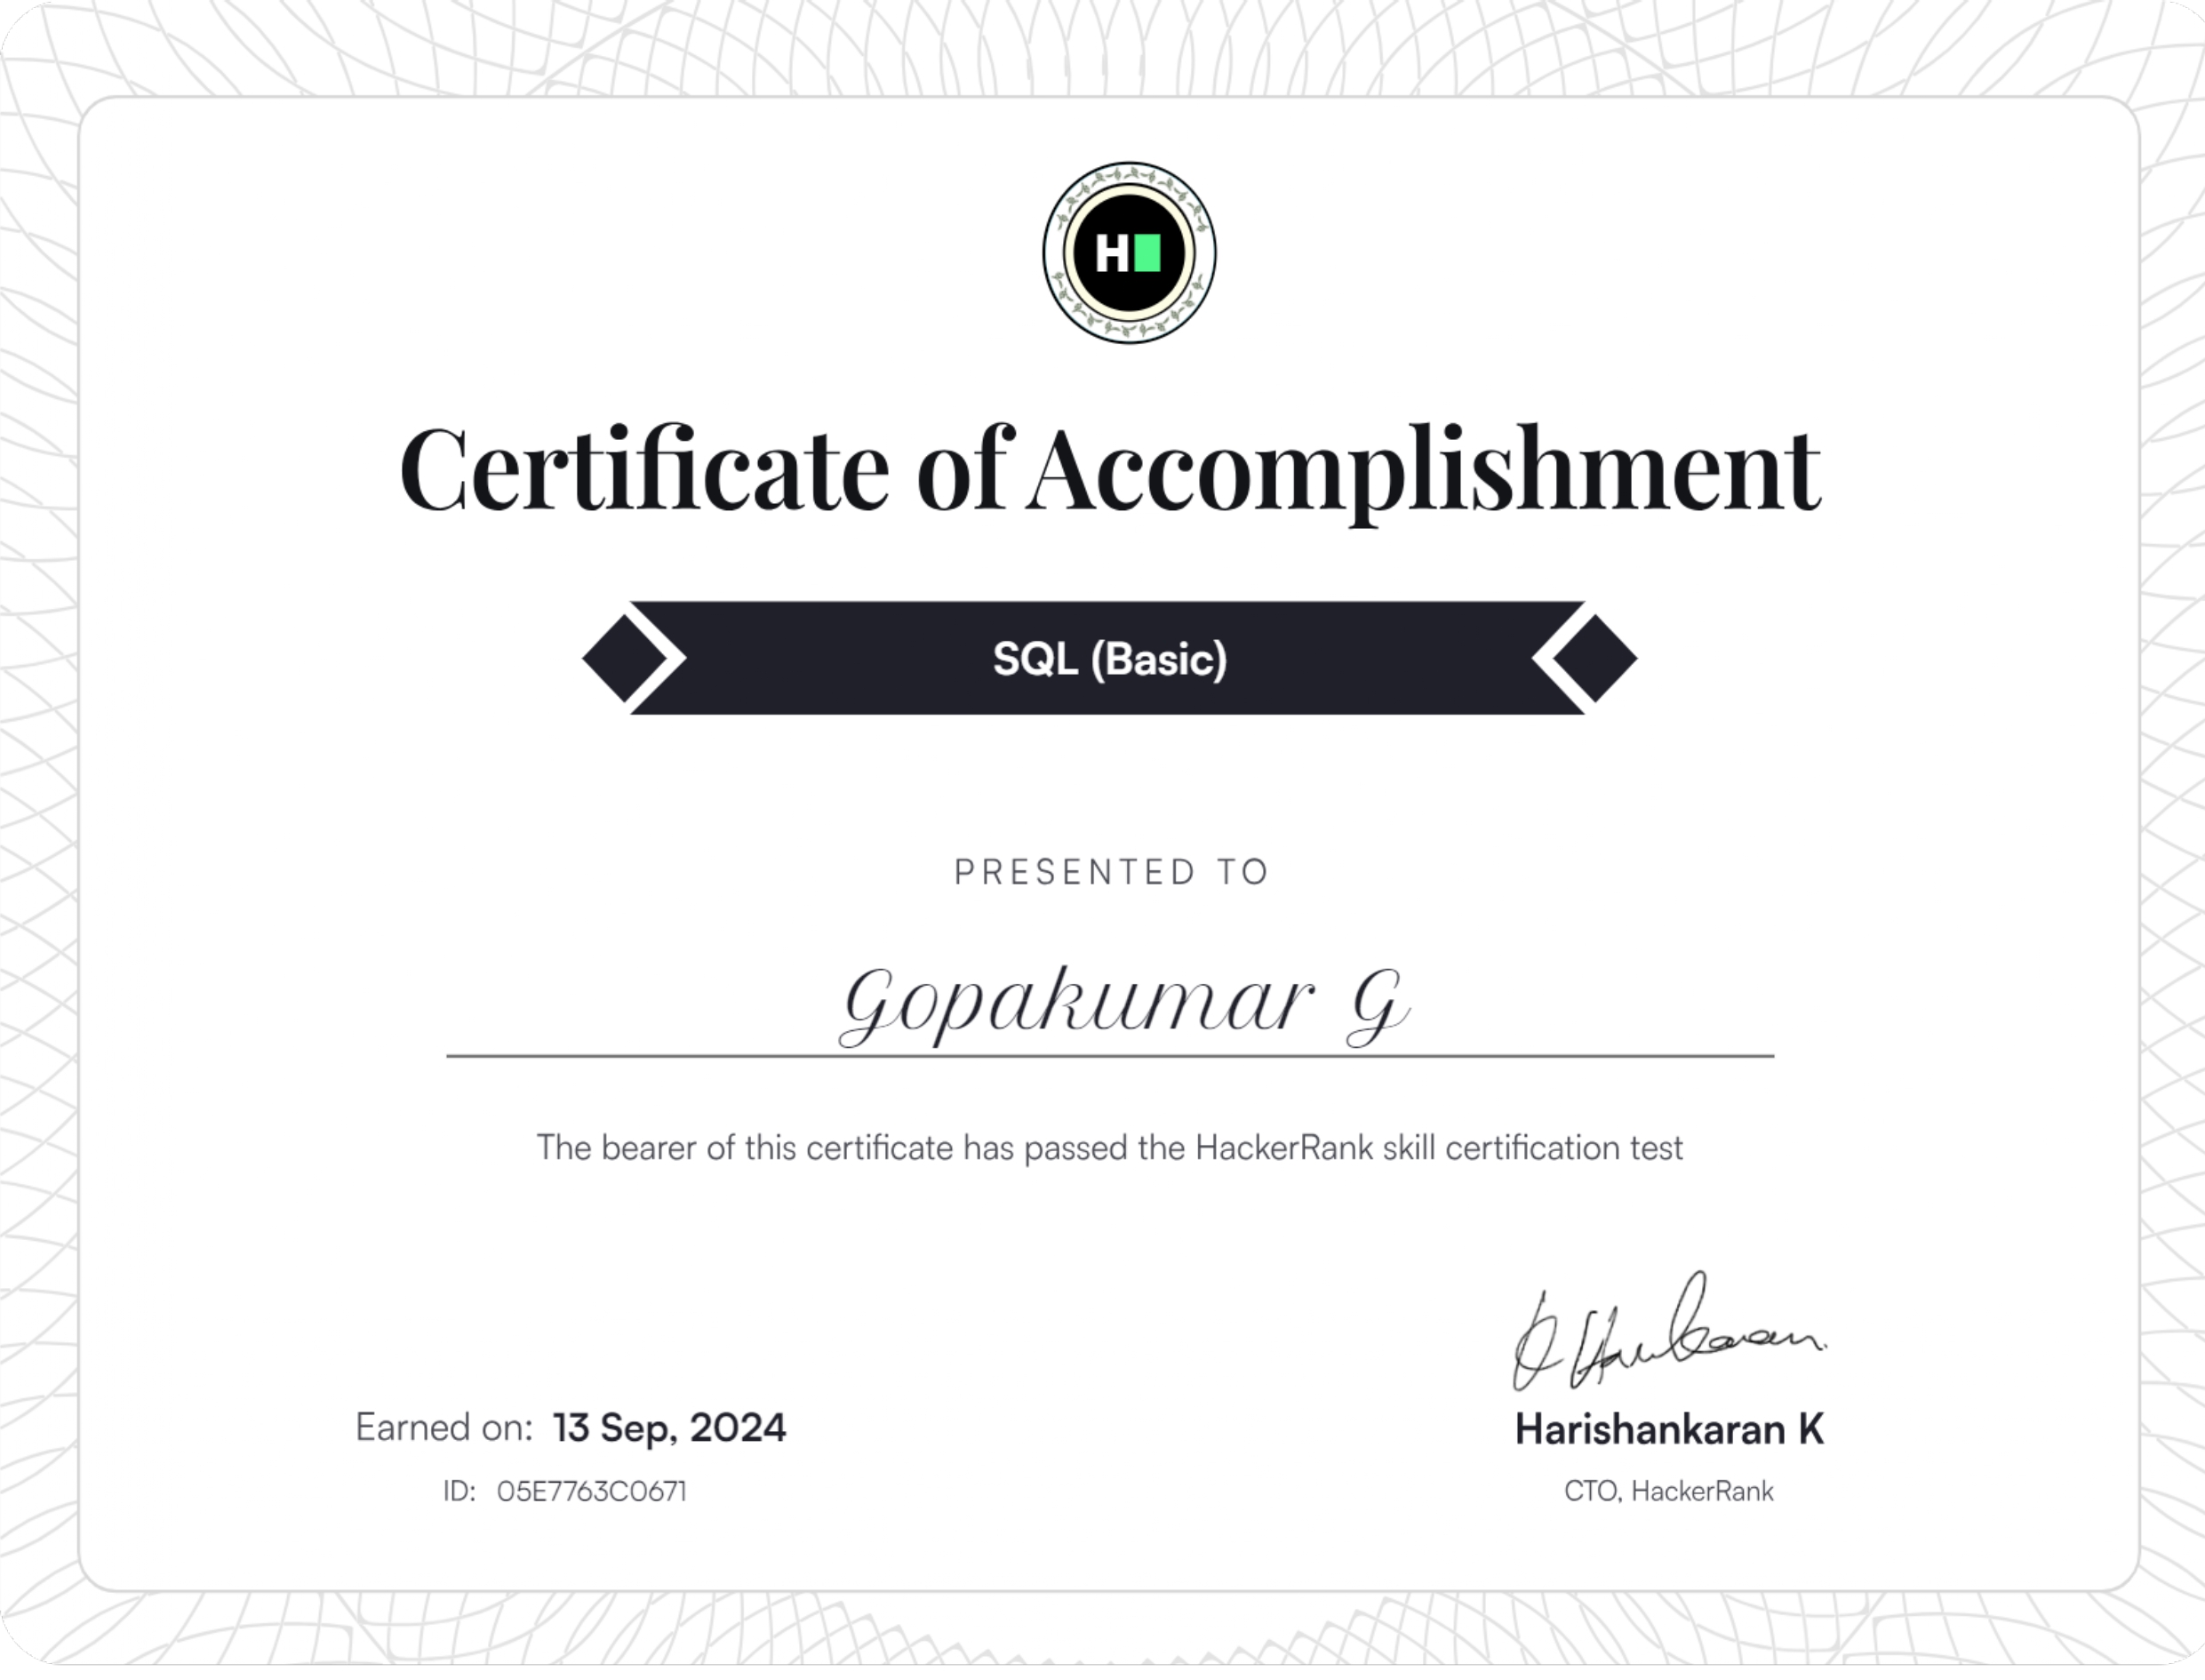 H
Certificate of Accomplishment
SQL (Basic)
PRESENTED TO
Gopakumar G
The bearer of this certificate has passed the HackerRank skill certification test
Earned on: 13 Sep, 2024
ID: 05E7763C0671
Harishankaran K
CTO, HackerRank